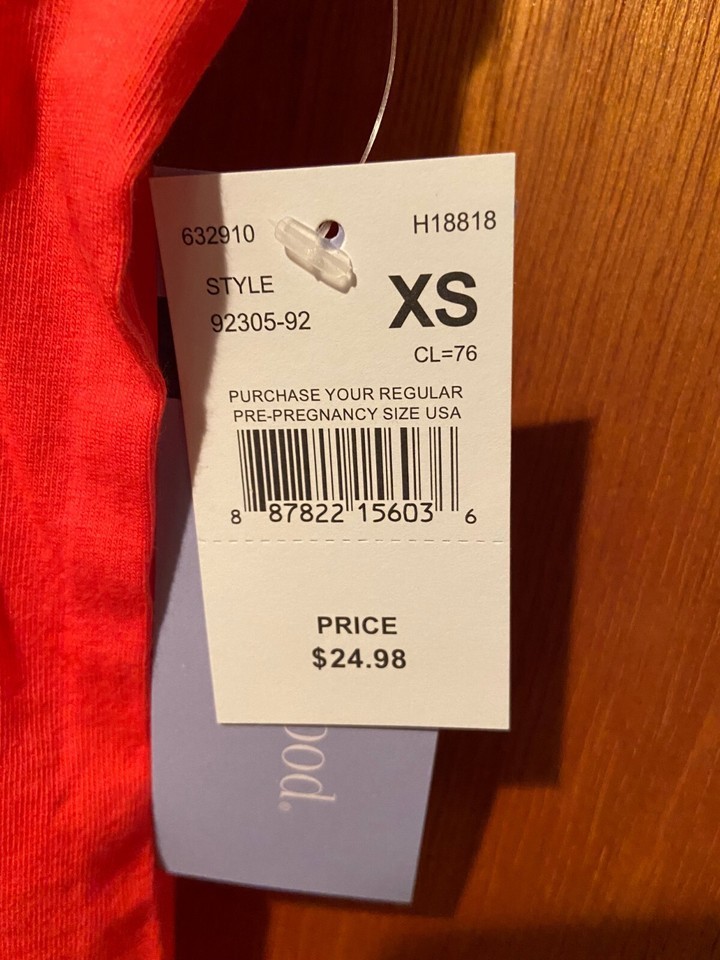 632910
H18818
STYLE
XS
92305-92
CL=76
PURCHASE YOUR REGULAR
PRE-PREGNANCY SIZE USA
8 87822 15603 6
PRICE
$24.98
ood®